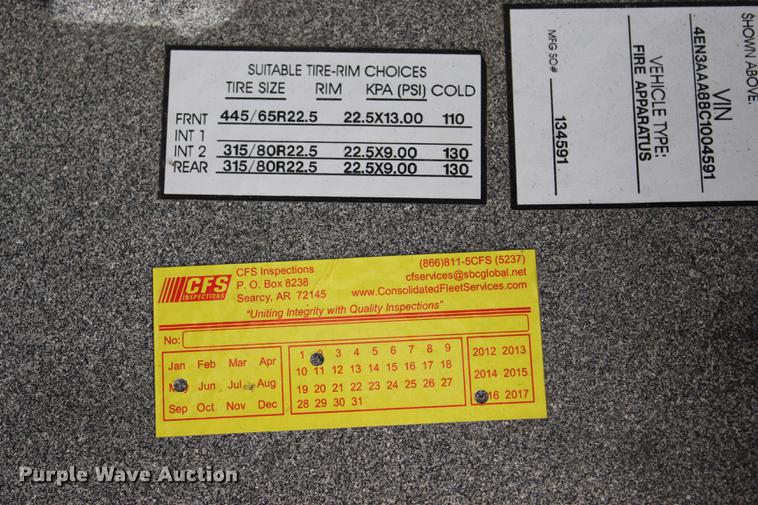 SUITABLE TIRE-RIM CHOICES
TIRE SIZE RIM KPA (PSI) COLD
FRNT 445/65R22.5 22.5X13.00 110
INT 1
INT 2 315/80R22.5 22.5X9.00 130
REAR 315/80R22.5 22.5X9.00 130
SHOWN ABOVE.
VIN
4EN3AAA88C1004591
VEHICLE TYPE:
FIRE APPARATUS
MFG SO# 134591
CFS
INSPECTIONS
CFS Inspections
P. O. Box 8238
Searcy, AR 72145
(866)811-5CFS (5237)
cfservices@sbcglobal.net
www.ConsolidatedFleetServices.com
"Uniting Integrity with Quality Inspections"
No:
Jan Feb Mar Apr
M Jun Jul Aug
Sep Oct Nov Dec
1 2 3 4 5 6 7 8 9
10 11 12 13 14 15 16 17 18
19 20 21 22 23 24 25 26 27
28 29 30 31
2012 2013
2014 2015
16 2017
Purple Wave Auction